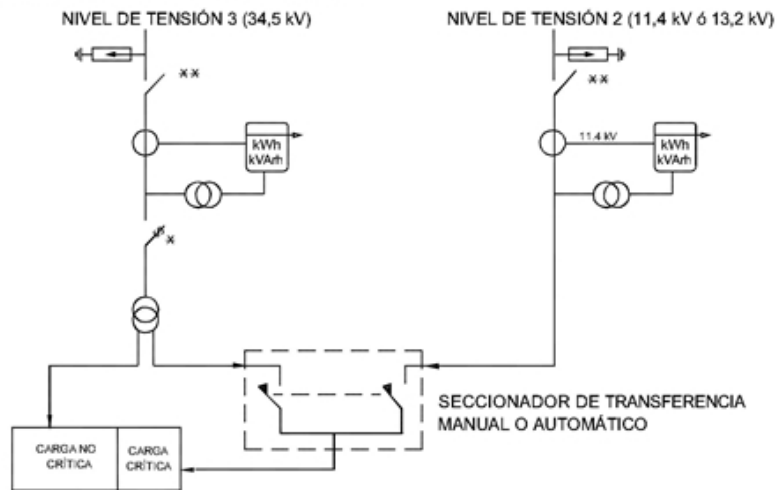 NIVEL DE TENSIÓN 3 (34,5 kV)
NIVEL DE TENSIÓN 2 (11,4 kV ó 13,2 kV)
**
**
kWh
kVArh
11.4 kV
kWh
kVArh
*
SECCIONADOR DE TRANSFERENCIA
MANUAL O AUTOMÁTICO
CARGA NO
CRÍTICA
CARGA
CRÍTICA